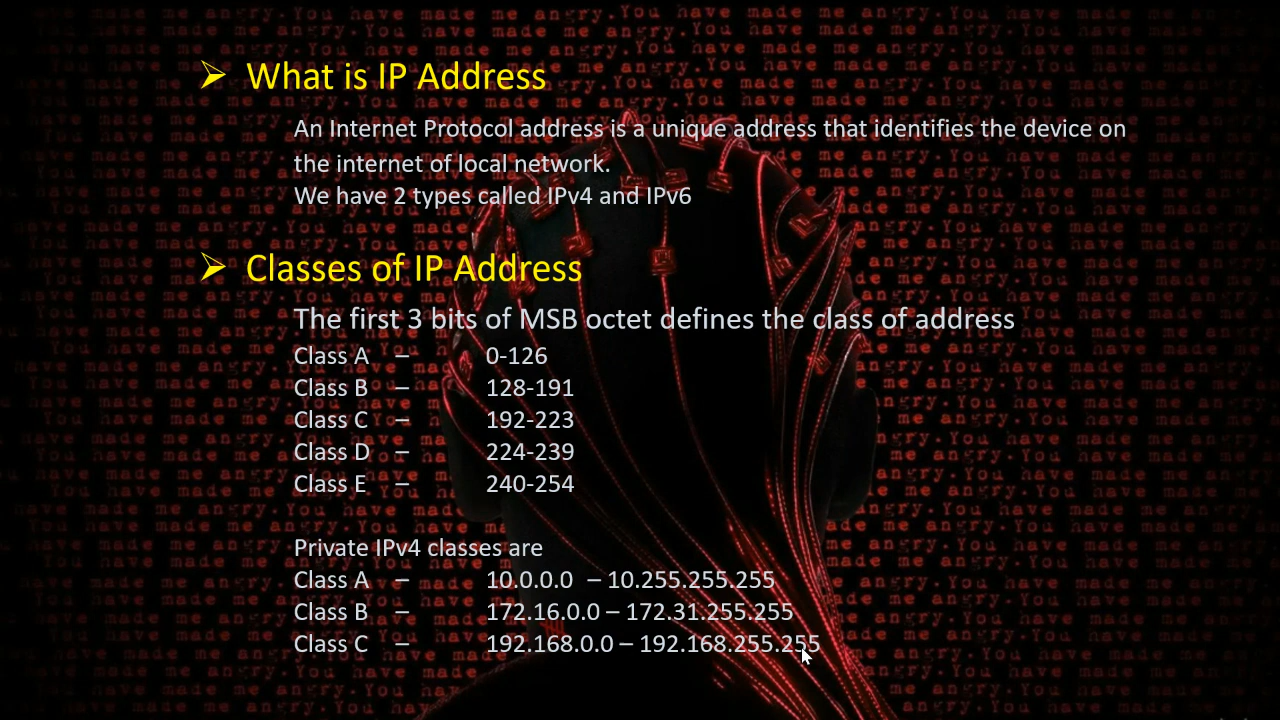 ➢ What is IP Address
An Internet Protocol address is a unique address that identifies the device on
the internet of local network.
We have 2 types called IPv4 and IPv6
➢ Classes of IP Address
The first 3 bits of MSB octet defines the class of address
Class A – 0-126
Class B – 128-191
Class C – 192-223
Class D – 224-239
Class E – 240-254
Private IPv4 classes are
Class A – 10.0.0.0 – 10.255.255.255
Class B – 172.16.0.0 – 172.31.255.255
Class C – 192.168.0.0 – 192.168.255.255